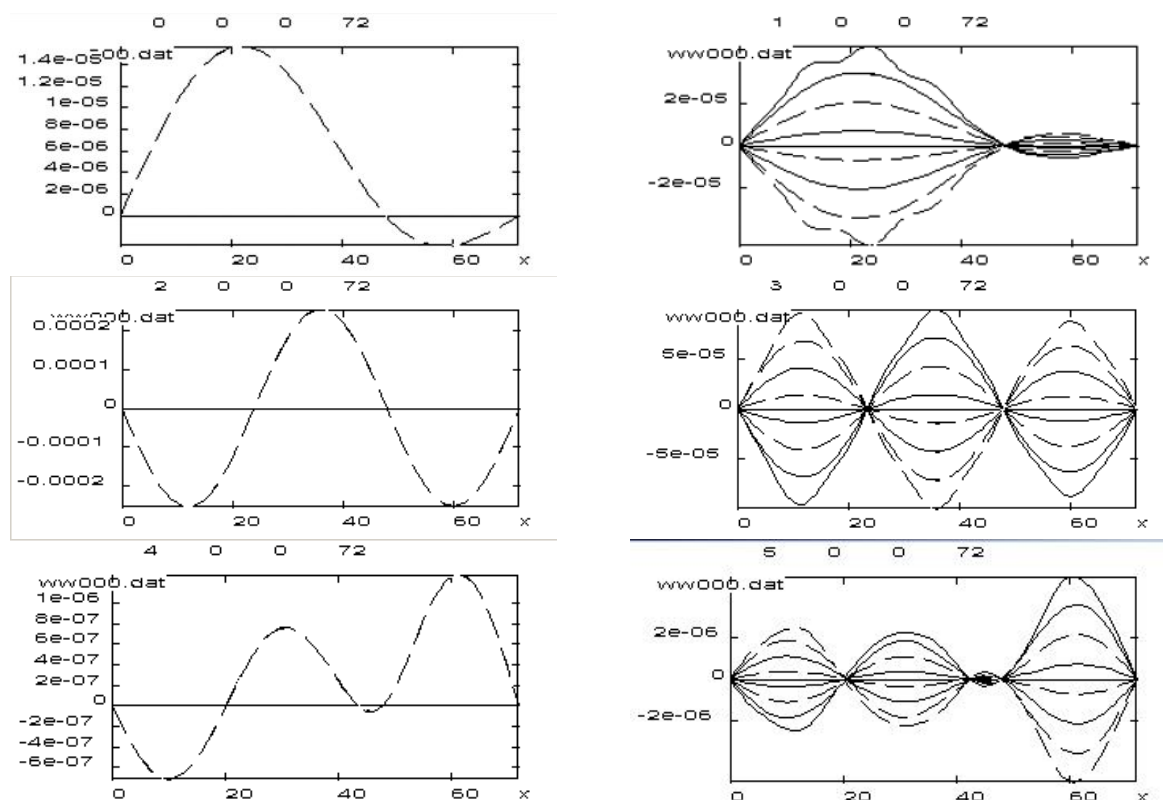 0 0 0 72
-000.dat
1.4e-05
1.2e-05
1e-05
8e-06
6e-06
4e-06
2e-06
0
0 20 40 60 x
1 0 0 72
ww000.dat
2e-05
0
-2e-05
0 20 40 60 x
2 0 0 72
ww000.dat
0.0002
0.0001
0
-0.0001
-0.0002
0 20 40 60 x
3 0 0 72
ww000.dat
5e-05
0
-5e-05
0 20 40 60 x
4 0 0 72
ww000.dat
1e-06
8e-07
6e-07
4e-07
2e-07
0
-2e-07
-4e-07
-6e-07
0 20 40 60 x
5 0 0 72
ww000.dat
2e-06
0
-2e-06
0 20 40 60 x